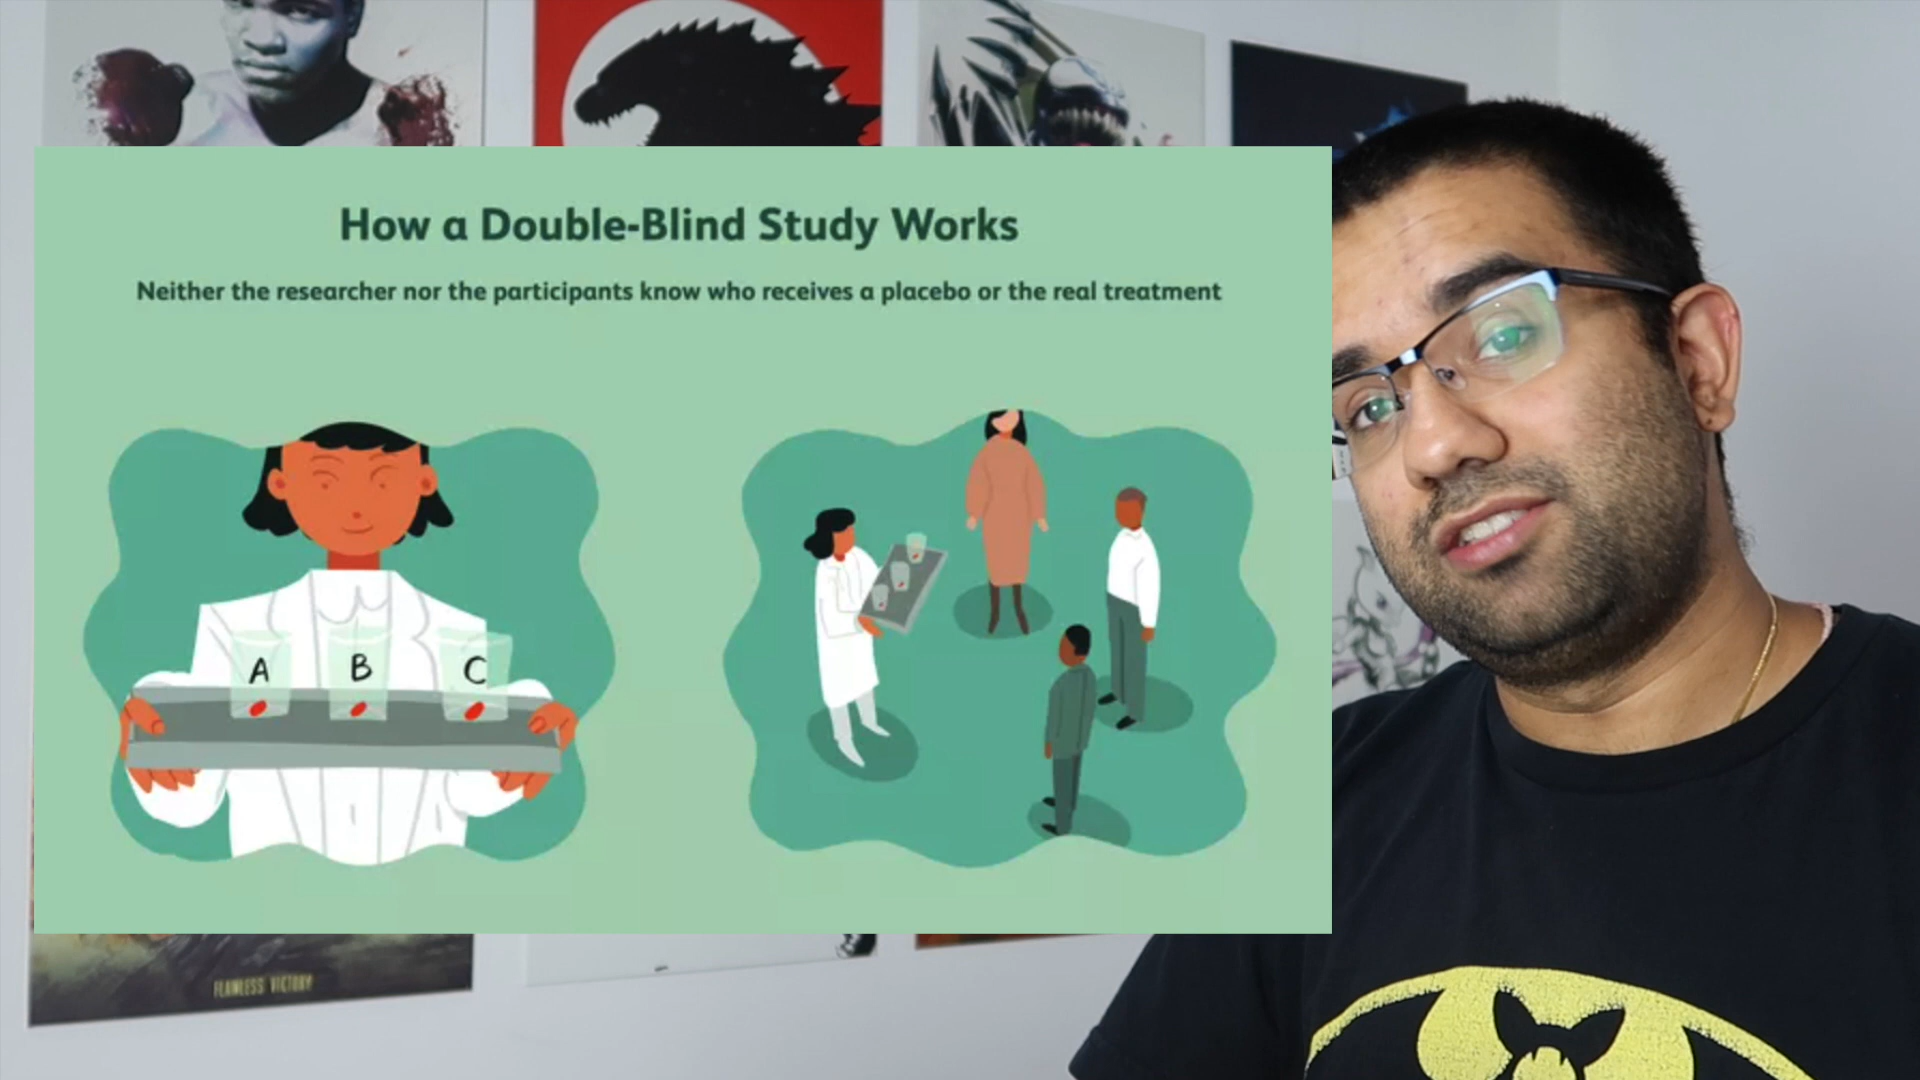 How a Double-Blind Study Works
Neither the researcher nor the participants know who receives a placebo or the real treatment
A
B
C
FLAWLESS VICTORY